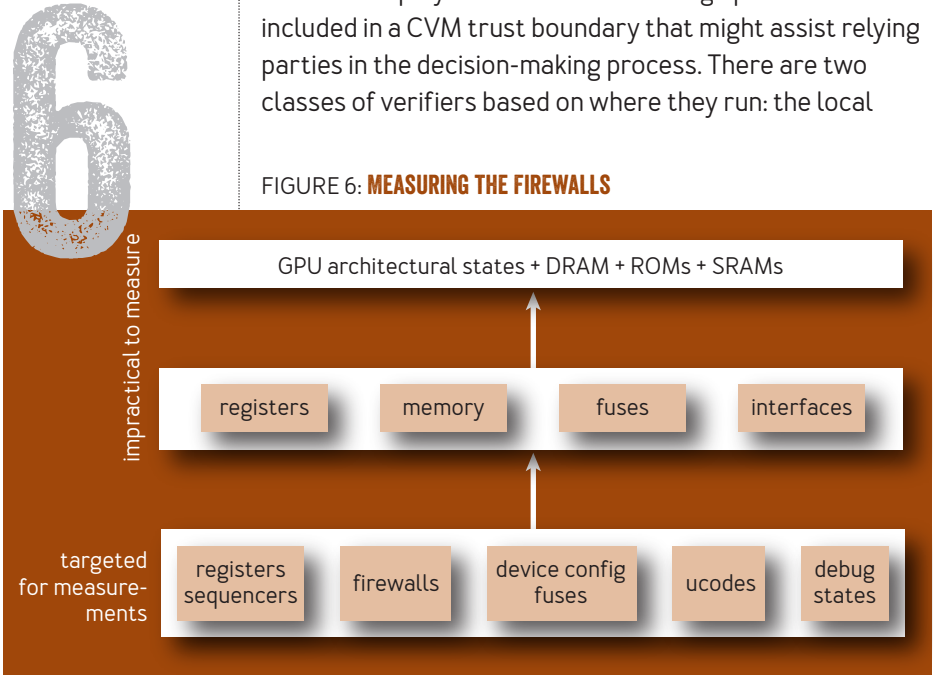 included in a CVM trust boundary that might assist relying
parties in the decision-making process. There are two
classes of verifiers based on where they run: the local
6
FIGURE 6: MEASURING THE FIREWALLS
impractical to measure
GPU architectural states + DRAM + ROMs + SRAMs
registers
memory
fuses
interfaces
targeted
for measure-
ments
registers
sequencers
firewalls
device config
fuses
ucodes
debug
states